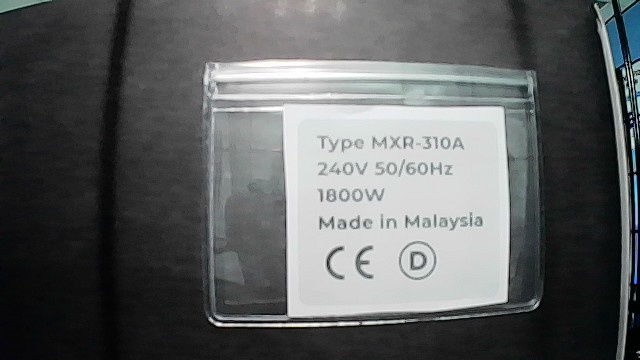 Type MXR-310A
240V 50/60Hz
1800W
Made in Malaysia
CE D